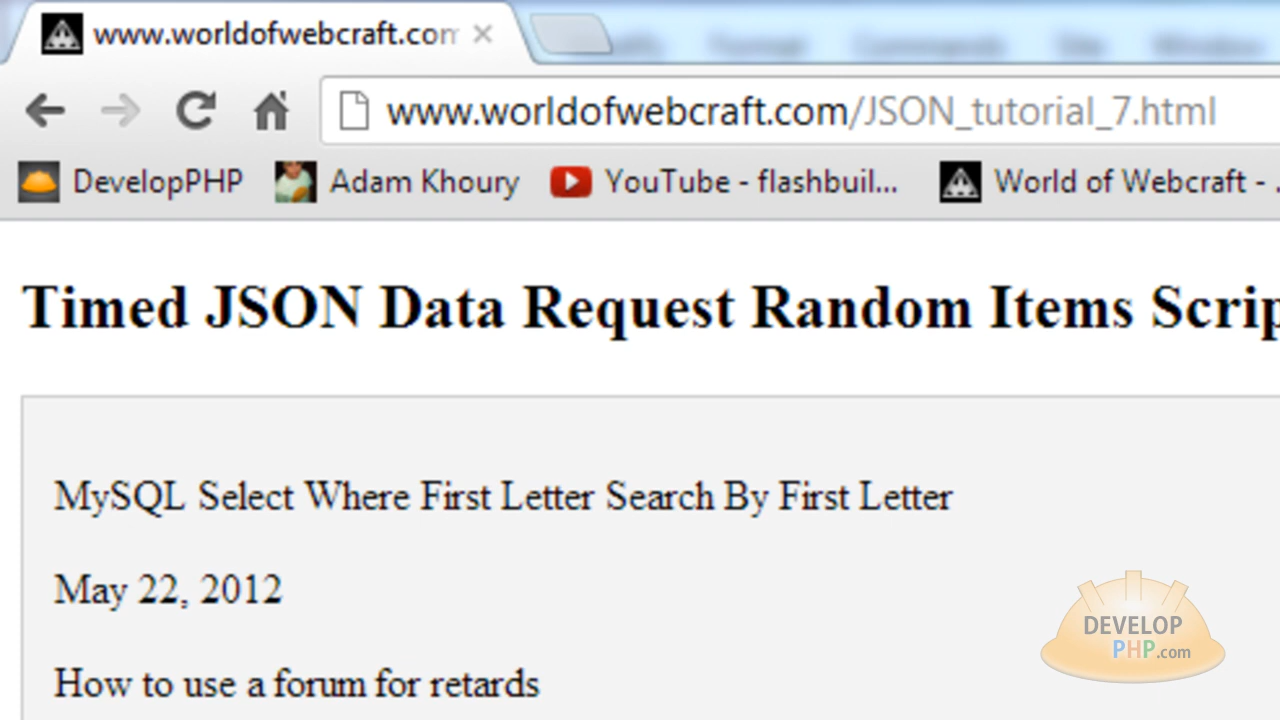 www.worldofwebcraft.com
www.worldofwebcraft.com/JSON_tutorial_7.html
DevelopPHP Adam Khoury YouTube - flashbuil... World of Webcraft -
Timed JSON Data Request Random Items Scrip
MySQL Select Where First Letter Search By First Letter
May 22, 2012
How to use a forum for retards
DEVELOP
PHP.com